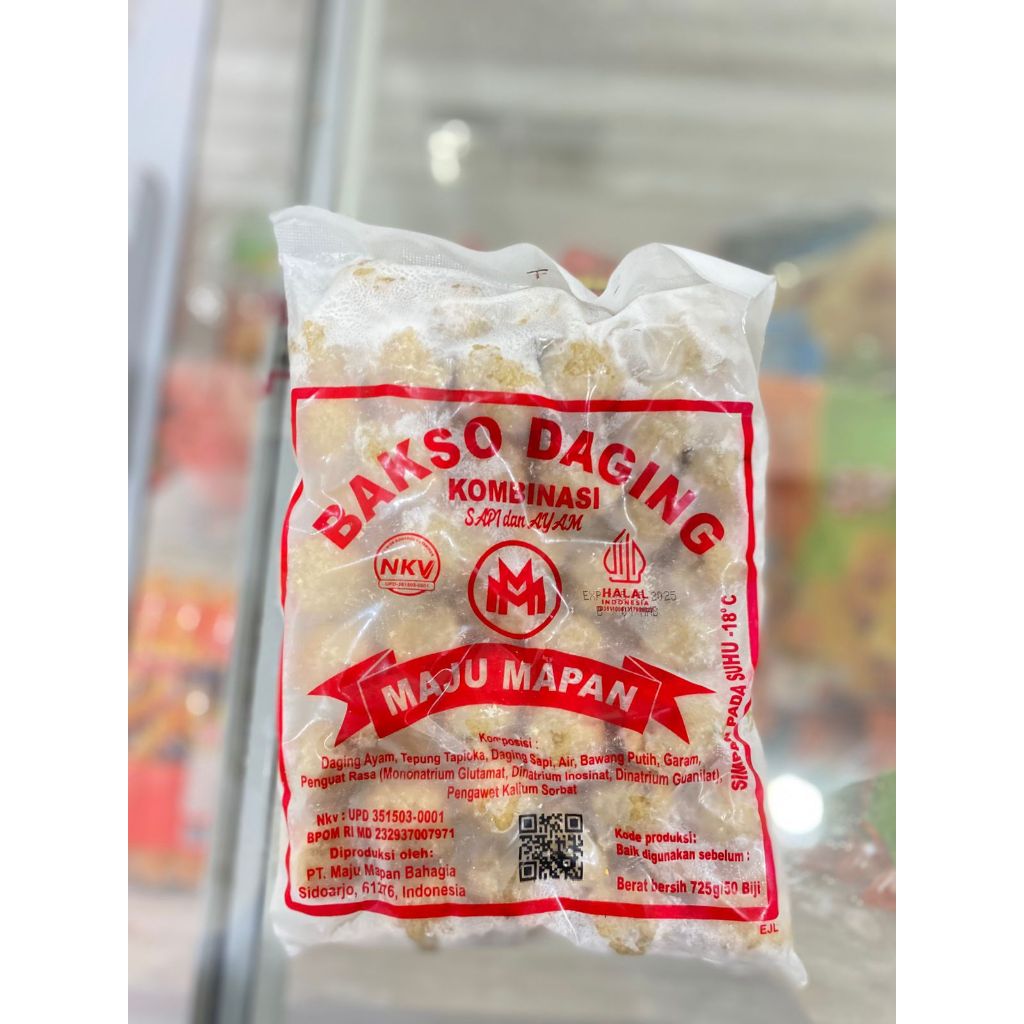 BAKSO DAGING
KOMBINASI
SAPI dan AYAM
NKV
HALAL
INDONESIA
EXP 2025
MAJU MAPAN
SIMPAN PADA SUHU -18° C
Komposisi :
Daging Ayam, Tepung Tapioka, Daging Sapi, Air, Bawang Putih, Garam,
Penguat Rasa (Mononatrium Glutamat, Dinatrium Inosinat, Dinatrium Guanilat),
Pengawet Kalium Sorbat
Nkv : UPD 351503-0001
BPOM RI MD 232937007971
Diproduksi oleh:
PT. Maju Mapan Bahagia
Sidoarjo, 61276, Indonesia
Kode produksi:
Baik digunakan sebelum :
Berat bersih 725g/50 Biji
EJL